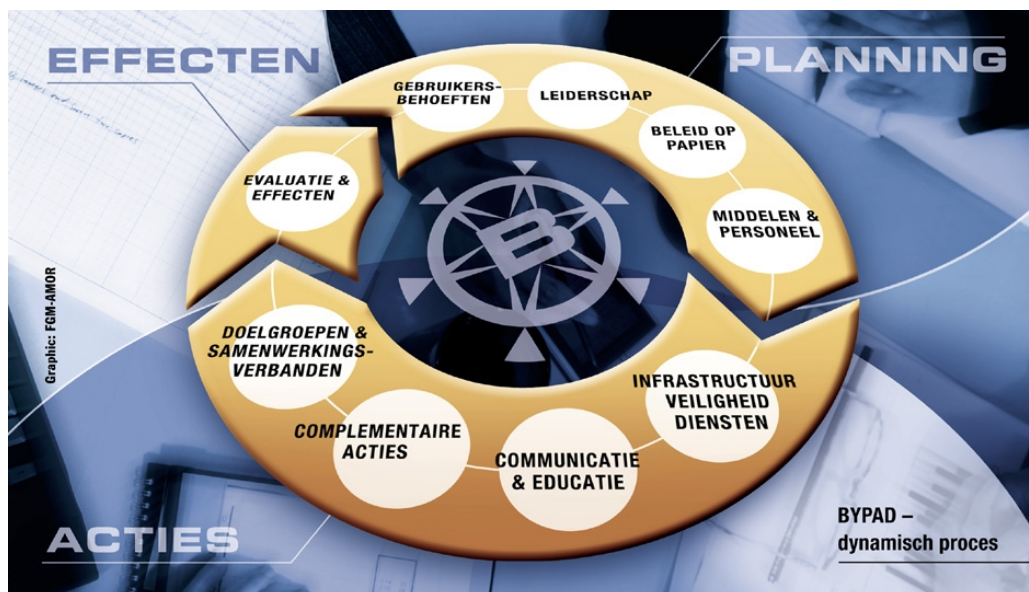 EFFECTEN
PLANNING
GEBRUIKERS-
BEHOEFTEN
LEIDERSCHAP
BELEID OP
PAPIER
MIDDELEN &
PERSONEEL
EVALUATIE &
EFFECTEN
B
DOELGROEPEN &
SAMENWERKINGS-
VERBANDEN
INFRASTRUCTUUR
VEILIGHEID
DIENSTEN
COMPLEMENTAIRE
ACTIES
COMMUNICATIE
& EDUCATIE
Graphic: FGM-AMOR
ACTIES
BYPAD –
dynamisch proces